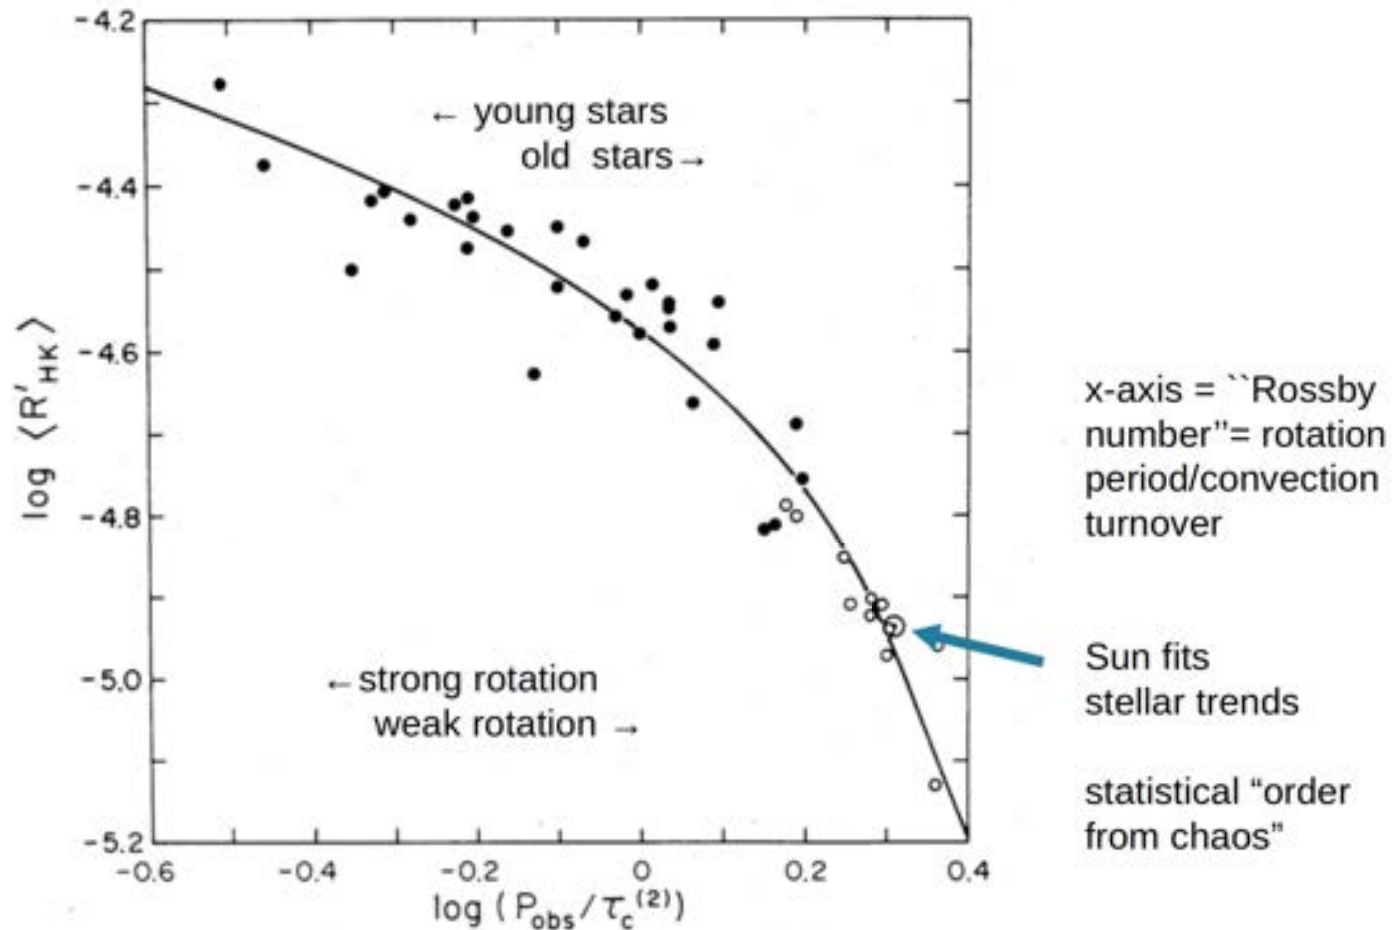 -4.2
-4.4
-4.6
-4.8
-5.0
-5.2
log ⟨R′HK⟩
← young stars
old stars→
←strong rotation
weak rotation →
-0.6
-0.4
-0.2
0
0.2
0.4
log (Pobs/τc(2))
x-axis = ``Rossby
number''= rotation
period/convection
turnover
Sun fits
stellar trends
statistical “order
from chaos”